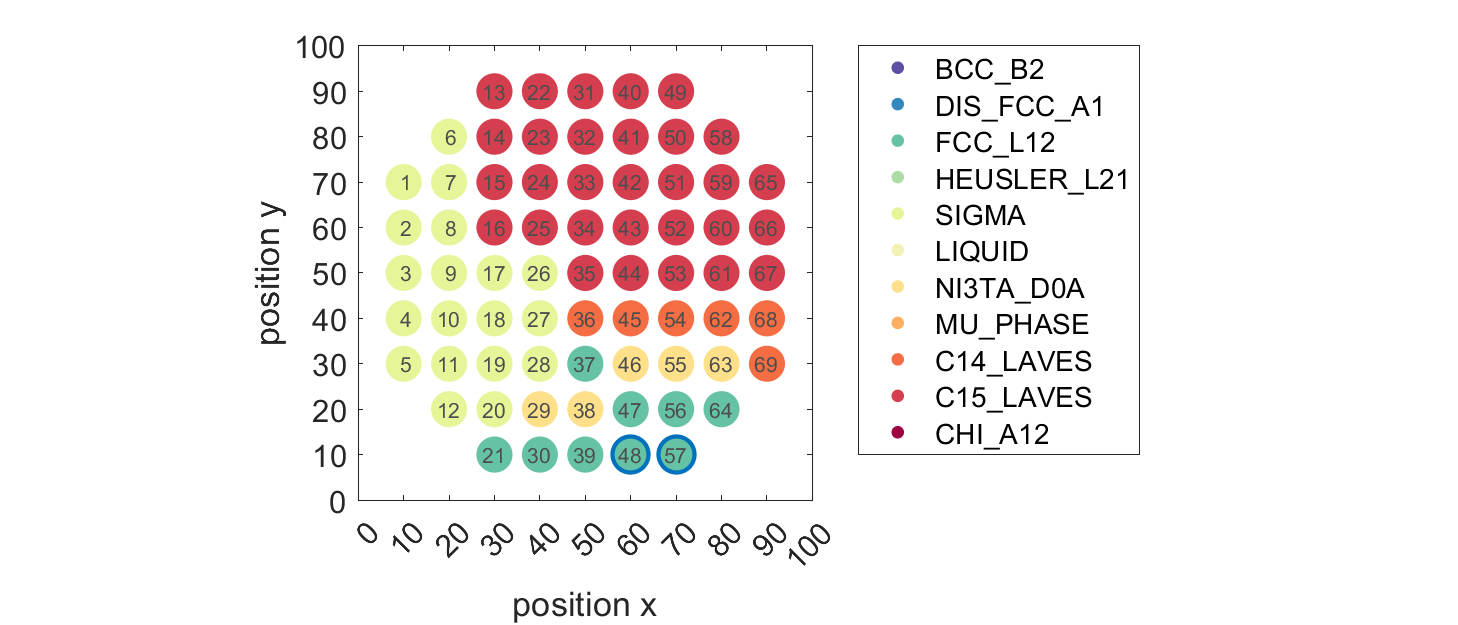 100
90 13 22 31 40 49
80 6 14 23 32 41 50 58
70 1 7 15 24 33 42 51 59 65
60 2 8 16 25 34 43 52 60 66
50 3 9 17 26 35 44 53 61 67
40 4 10 18 27 36 45 54 62 68
30 5 11 19 28 37 46 55 63 69
20 12 20 29 38 47 56 64
10 21 30 39 48 57
0
position y
0 10 20 30 40 50 60 70 80 90 100
position x
BCC_B2
DIS_FCC_A1
FCC_L12
HEUSLER_L21
SIGMA
LIQUID
NI3TA_D0A
MU_PHASE
C14_LAVES
C15_LAVES
CHI_A12